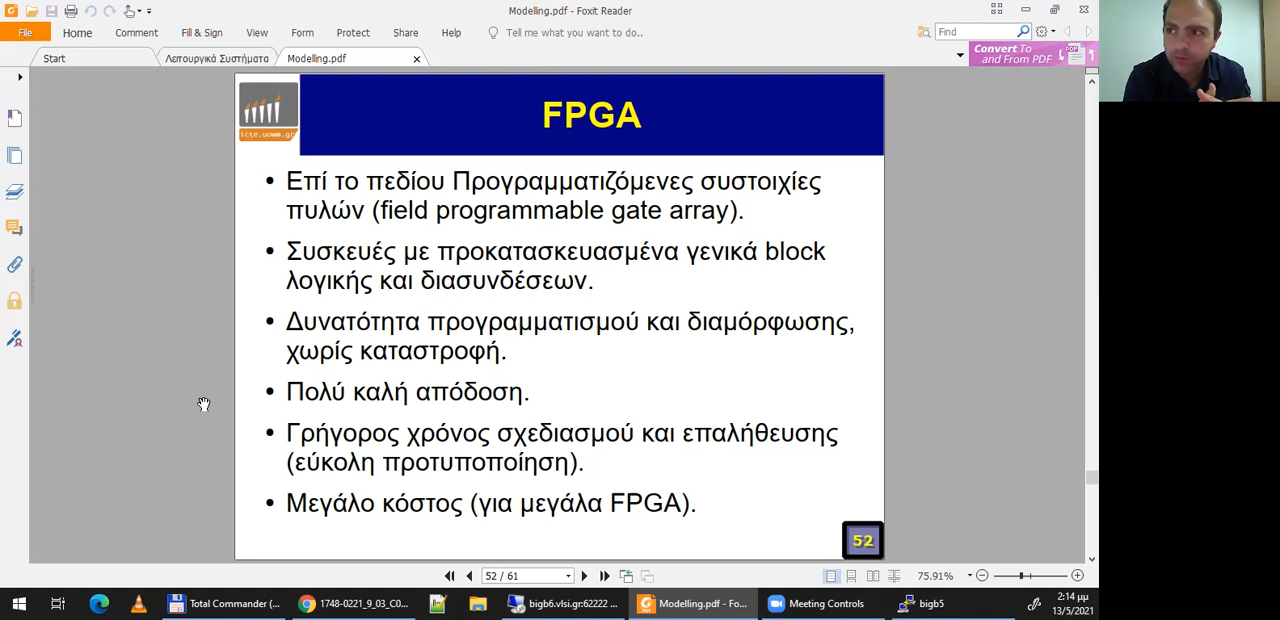 Modeling.pdf - Foxit Reader
File Home Comment Fill & Sign View Form Protect Share Help Tell me what you want to do.. Find
Start Λειτουργικά Συστήματα Modelling.pdf Convert To
and From PDF
icte.uowm.gr
FPGA
• Επί το πεδίου Προγραμματιζόμενες συστοιχίες
πυλών (field programmable gate array).
• Συσκευές με προκατασκευασμένα γενικά block
λογικής και διασυνδέσεων.
• Δυνατότητα προγραμματισμού και διαμόρφωσης,
χωρίς καταστροφή.
• Πολύ καλή απόδοση.
• Γρήγορος χρόνος σχεδιασμού και επαλήθευσης
(εύκολη προτυποποίηση).
• Μεγάλο κόστος (για μεγάλα FPGA).
52
52 / 61 75.91%
Total Commander (... 1748-0221_9_03_C0... bigb6.vlsi.gr:62222 ... Modelling.pdf - Fo... Meeting Controls bigb5 2:14 μμ
13/5/2021